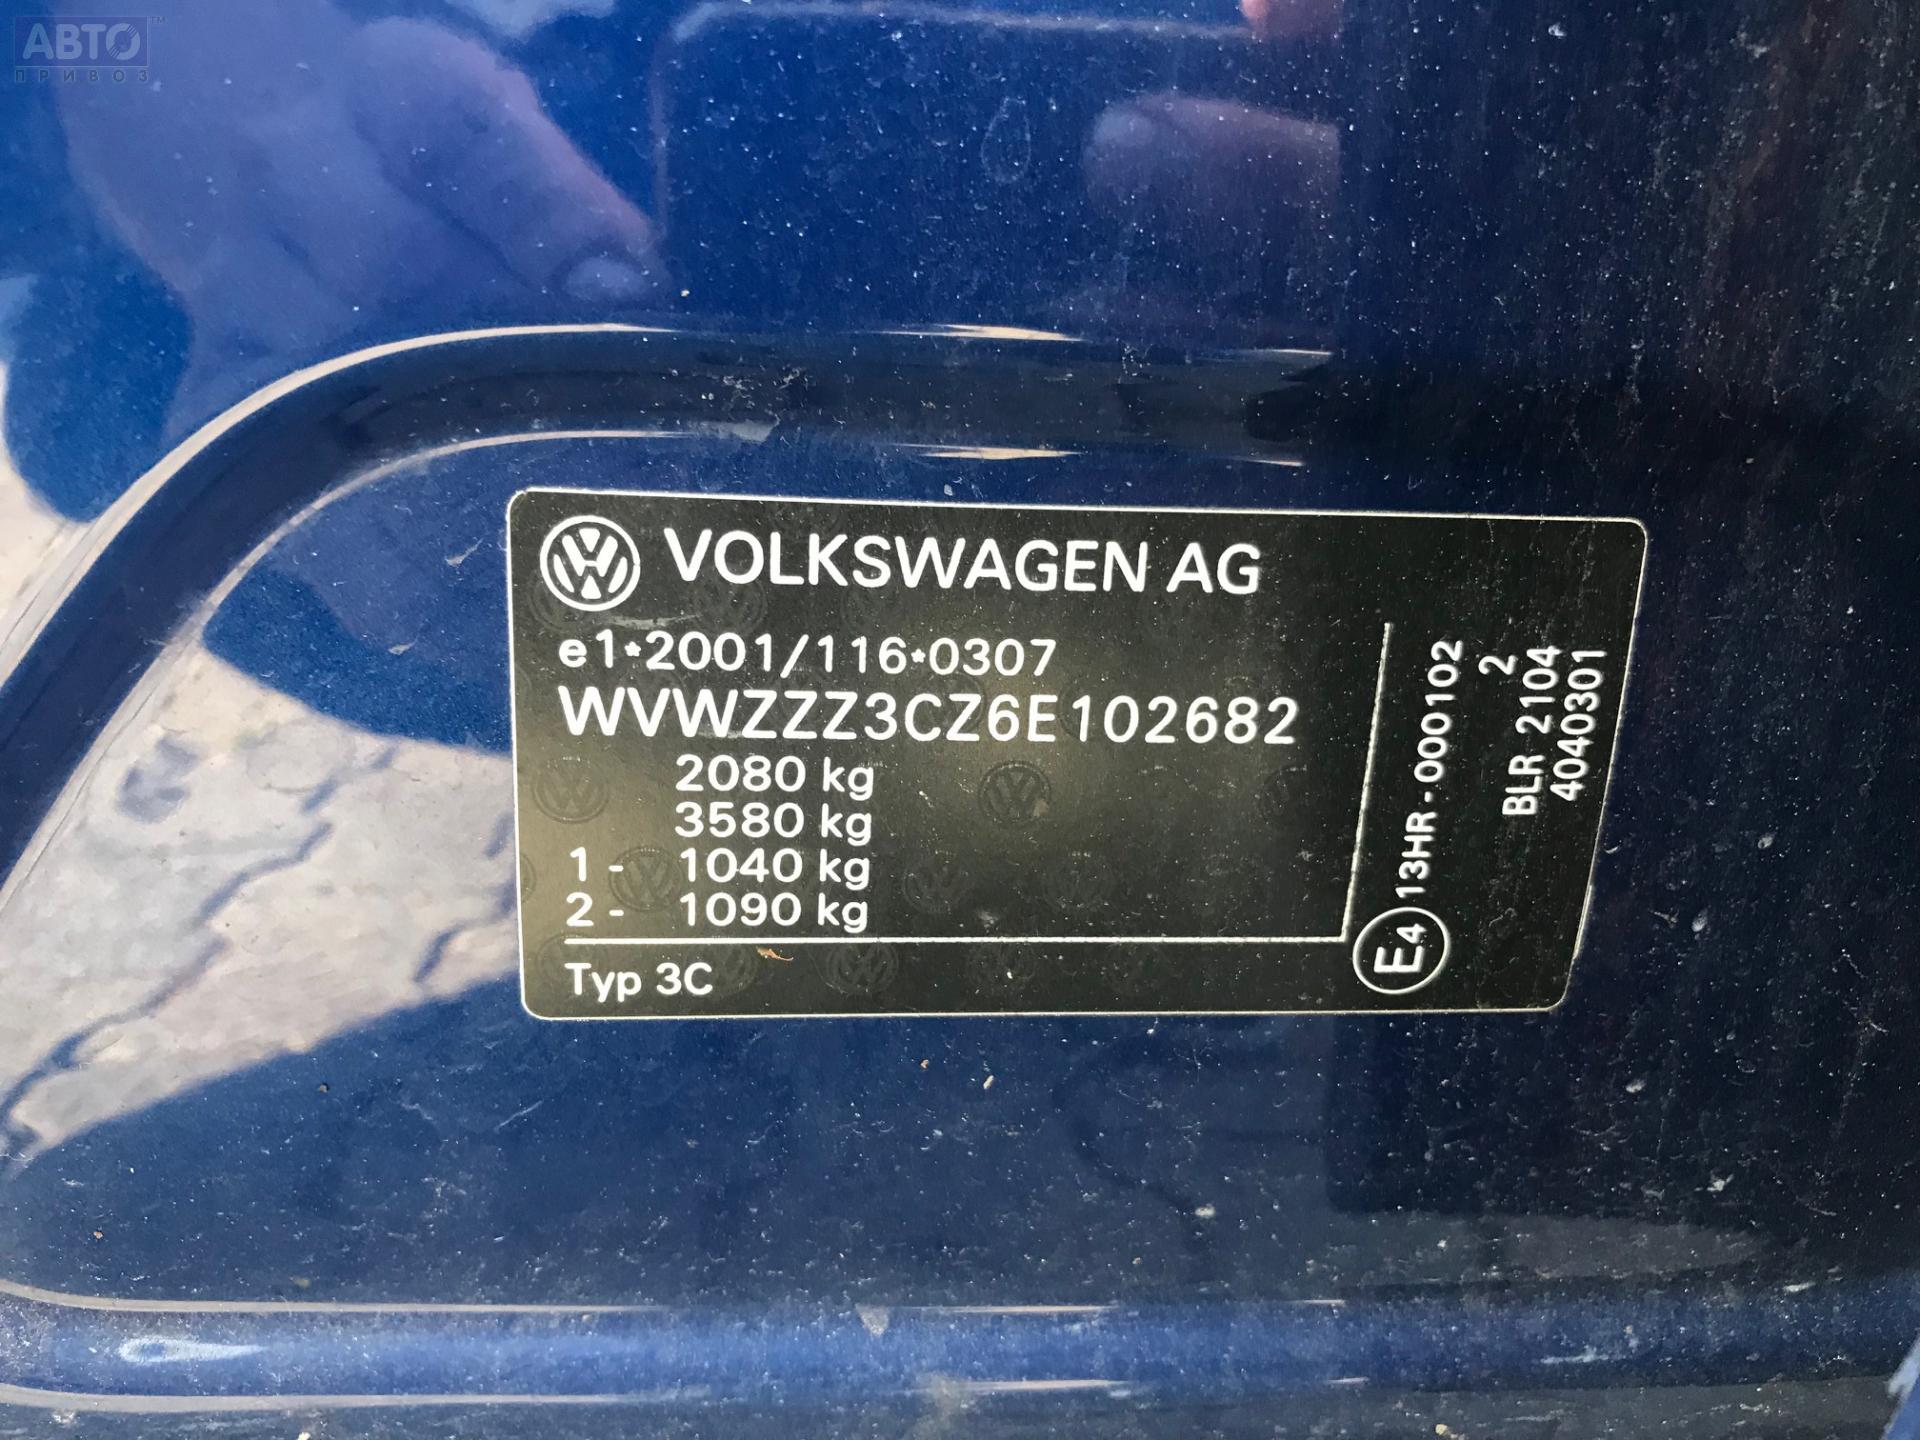 АВТО™
ПРИВОЗ
VOLKSWAGEN AG
e1*2001/116*0307
WVWZZZ3CZ6E102682
2080 kg
3580 kg
1- 1040 kg
2- 1090 kg
Typ 3C
E4 13HR-000102
2
BLR 2104
4040301